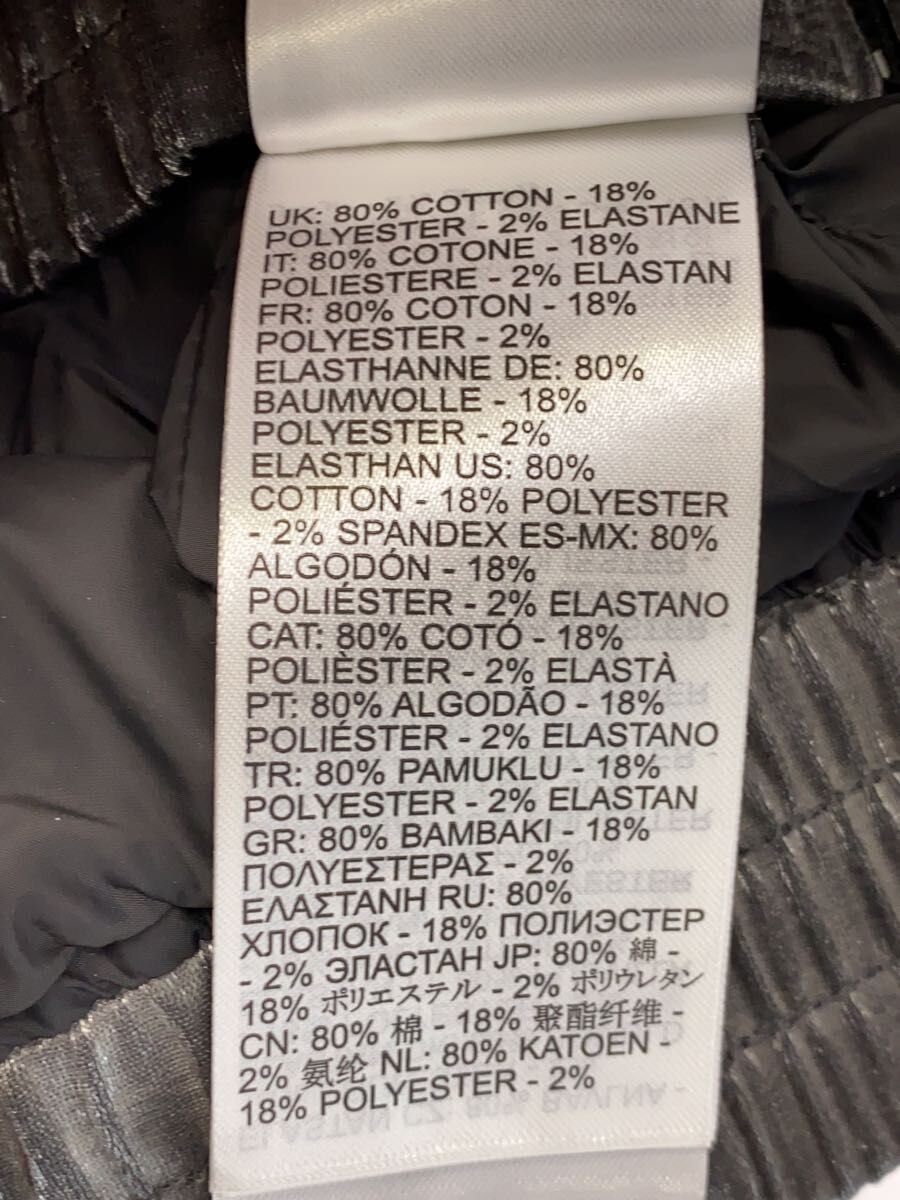 UK: 80% COTTON - 18%
POLYESTER - 2% ELASTANE
IT: 80% COTONE - 18%
POLIESTERE - 2% ELASTAN
FR: 80% COTON - 18%
POLYESTER - 2%
ELASTHANNE DE: 80%
BAUMWOLLE - 18%
POLYESTER - 2%
ELASTHAN US: 80%
COTTON - 18% POLYESTER
- 2% SPANDEX ES-MX: 80%
ALGODÓN - 18%
POLIÉSTER - 2% ELASTANO
CAT: 80% COTÓ - 18%
POLIÈSTER - 2% ELASTÀ
PT: 80% ALGODÃO - 18%
POLIÉSTER - 2% ELASTANO
TR: 80% PAMUKLU - 18%
POLYESTER - 2% ELASTAN
GR: 80% ΒΑΜΒΑΚΙ - 18%
ΠΟΛΥΕΣΤΕΡΑΣ - 2%
ΕΛΑΣΤΑΝΗ RU: 80%
ХЛОПОК - 18% ПОЛИЭСТЕР
- 2% ЭЛАСТАН JP: 80% 綿 -
18% ポリエステル - 2% ポリウレタン
CN: 80% 棉 - 18% 聚酯纤维 -
2% 氨纶 NL: 80% KATOEN -
18% POLYESTER - 2%